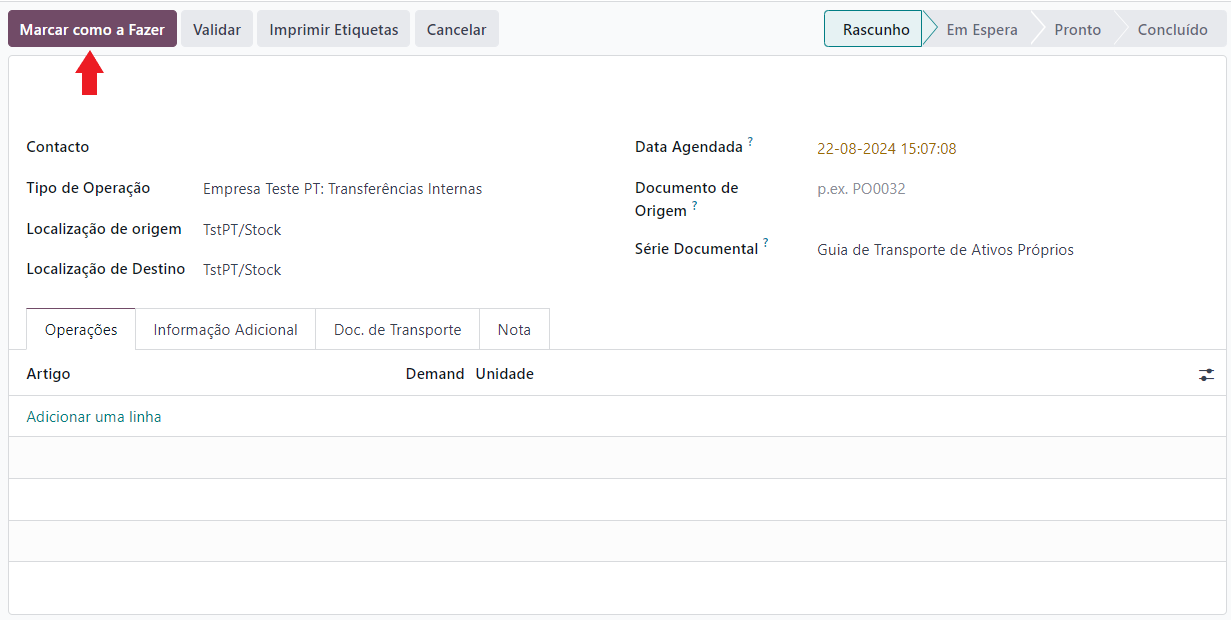 Marcar como a Fazer Validar Imprimir Etiquetas Cancelar Rascunho Em Espera Pronto Concluído
Contacto
Tipo de Operação Empresa Teste PT: Transferências Internas
Localização de origem TstPT/Stock
Localização de Destino TstPT/Stock
Data Agendada ? 22-08-2024 15:07:08
Documento de p.ex. PO0032
Origem ?
Série Documental ? Guia de Transporte de Ativos Próprios
Operações Informação Adicional Doc. de Transporte Nota
Artigo Demand Unidade
Adicionar uma linha